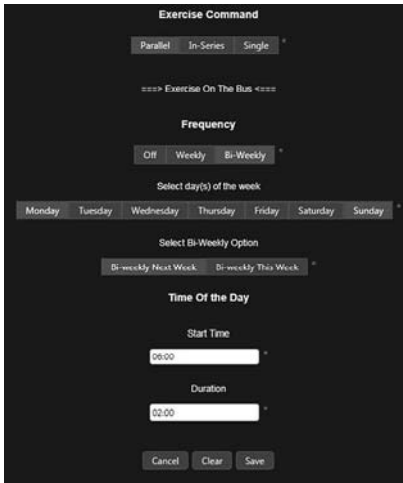 Exercise Command
Parallel In-Series Single *
===> Exercise On The Bus <===
Frequency
Off Weekly Bi-Weekly *
Select day(s) of the week
Monday Tuesday Wednesday Thursday Friday Saturday Sunday *
Select Bi-Weekly Option
Bi-weekly Next Week Bi-weekly This Week *
Time Of the Day
Start Time
06:00 *
Duration
02:00 *
Cancel Clear Save